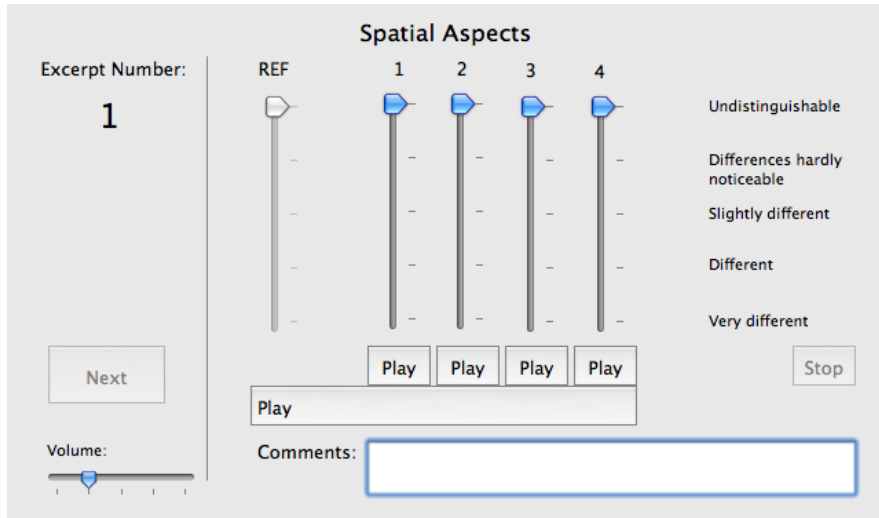 Spatial Aspects
Excerpt Number:
1
REF 1 2 3 4
Undistinguishable
Differences hardly
noticeable
Slightly different
Different
Very different
Next
Play Play Play Play
Stop
Play
Volume:
Comments: